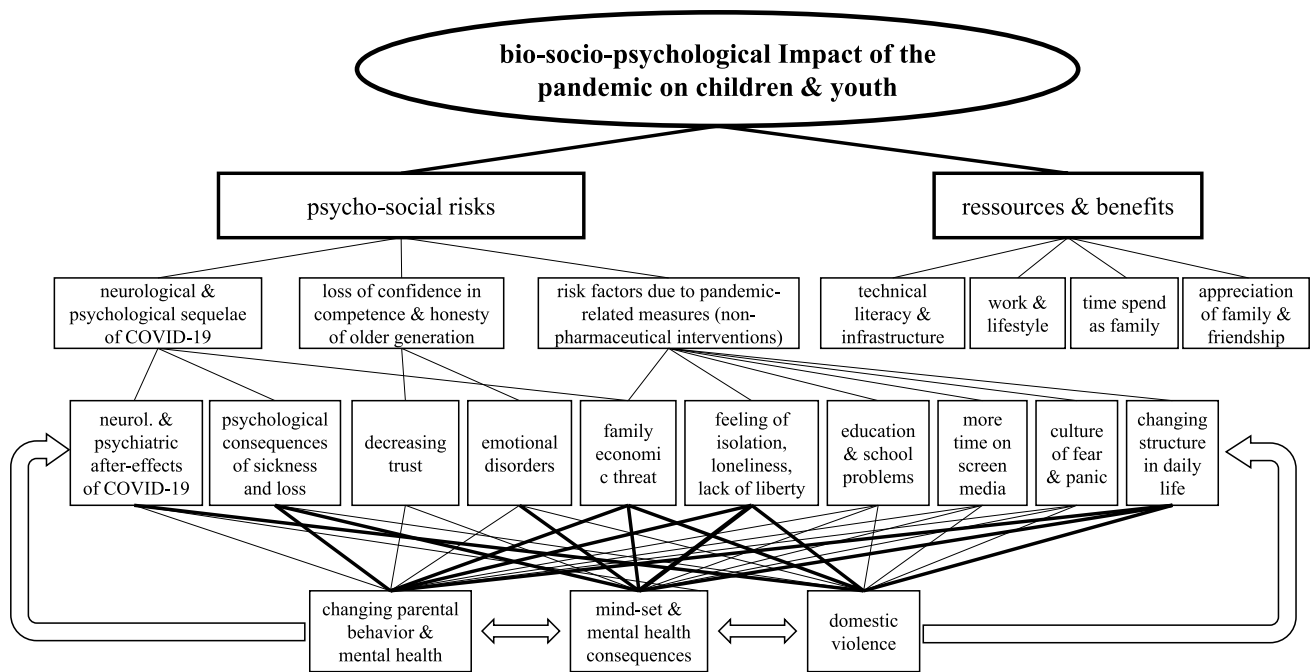 bio-socio-psychological Impact of the
pandemic on children & youth
psycho-social risks
ressources & benefits
neurological &
psychological sequelae
of COVID-19
loss of confidence in
competence & honesty
of older generation
risk factors due to pandemic-
related measures (non-
pharmaceutical interventions)
technical
literacy &
infrastructure
work &
lifestyle
time spend
as family
appreciation
of family &
friendship
neurol. &
psychiatric
after-effects
of COVID-19
psychological
consequences
of sickness
and loss
decreasing
trust
emotional
disorders
family
economi
c threat
feeling of
isolation,
loneliness,
lack of liberty
education
& school
problems
more
time on
screen
media
culture
of fear
& panic
changing
structure
in daily
life
changing parental
behavior &
mental health
mind-set &
mental health
consequences
domestic
violence